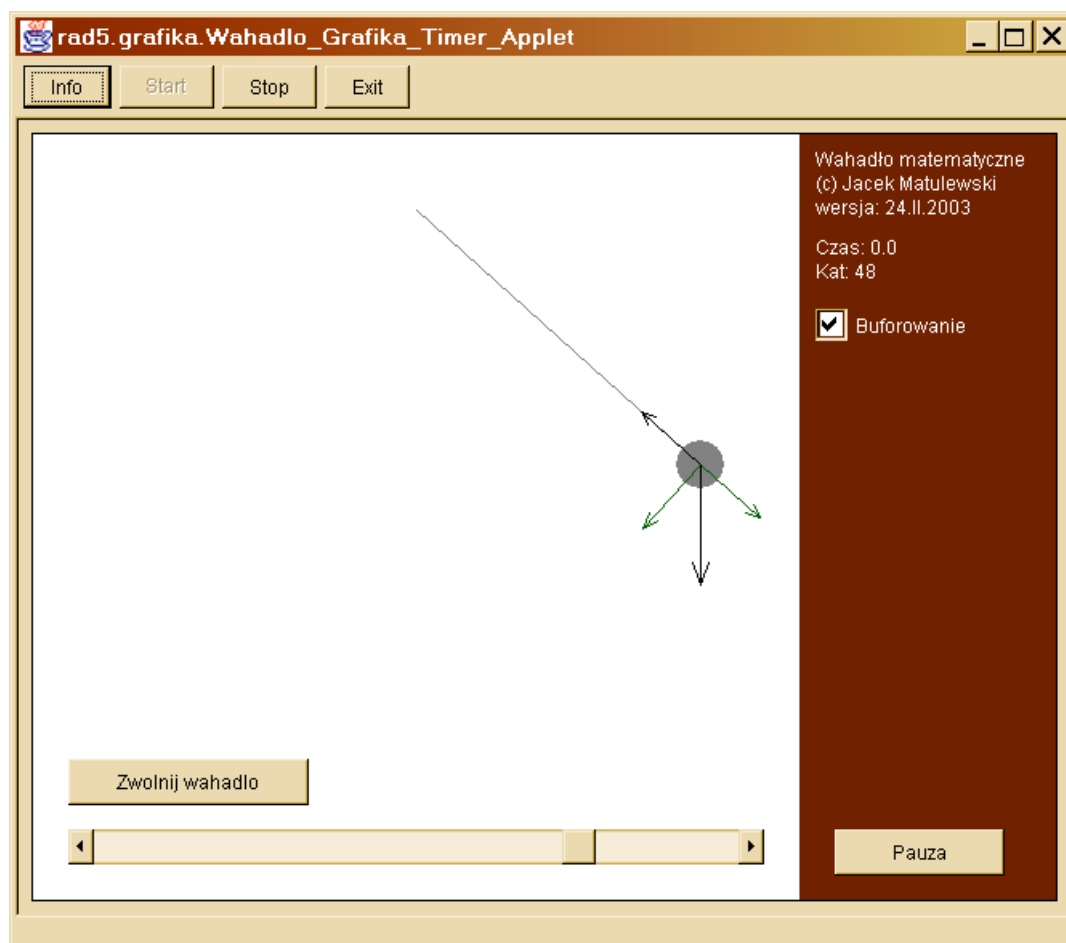 rad5.grafika.Wahadlo_Grafika_Timer_Applet
Info Start Stop Exit
Wahadło matematyczne
(c) Jacek Matulewski
wersja: 24.II.2003
Czas: 0.0
Kat: 48
Buforowanie
Zwolnij wahadlo
Pauza